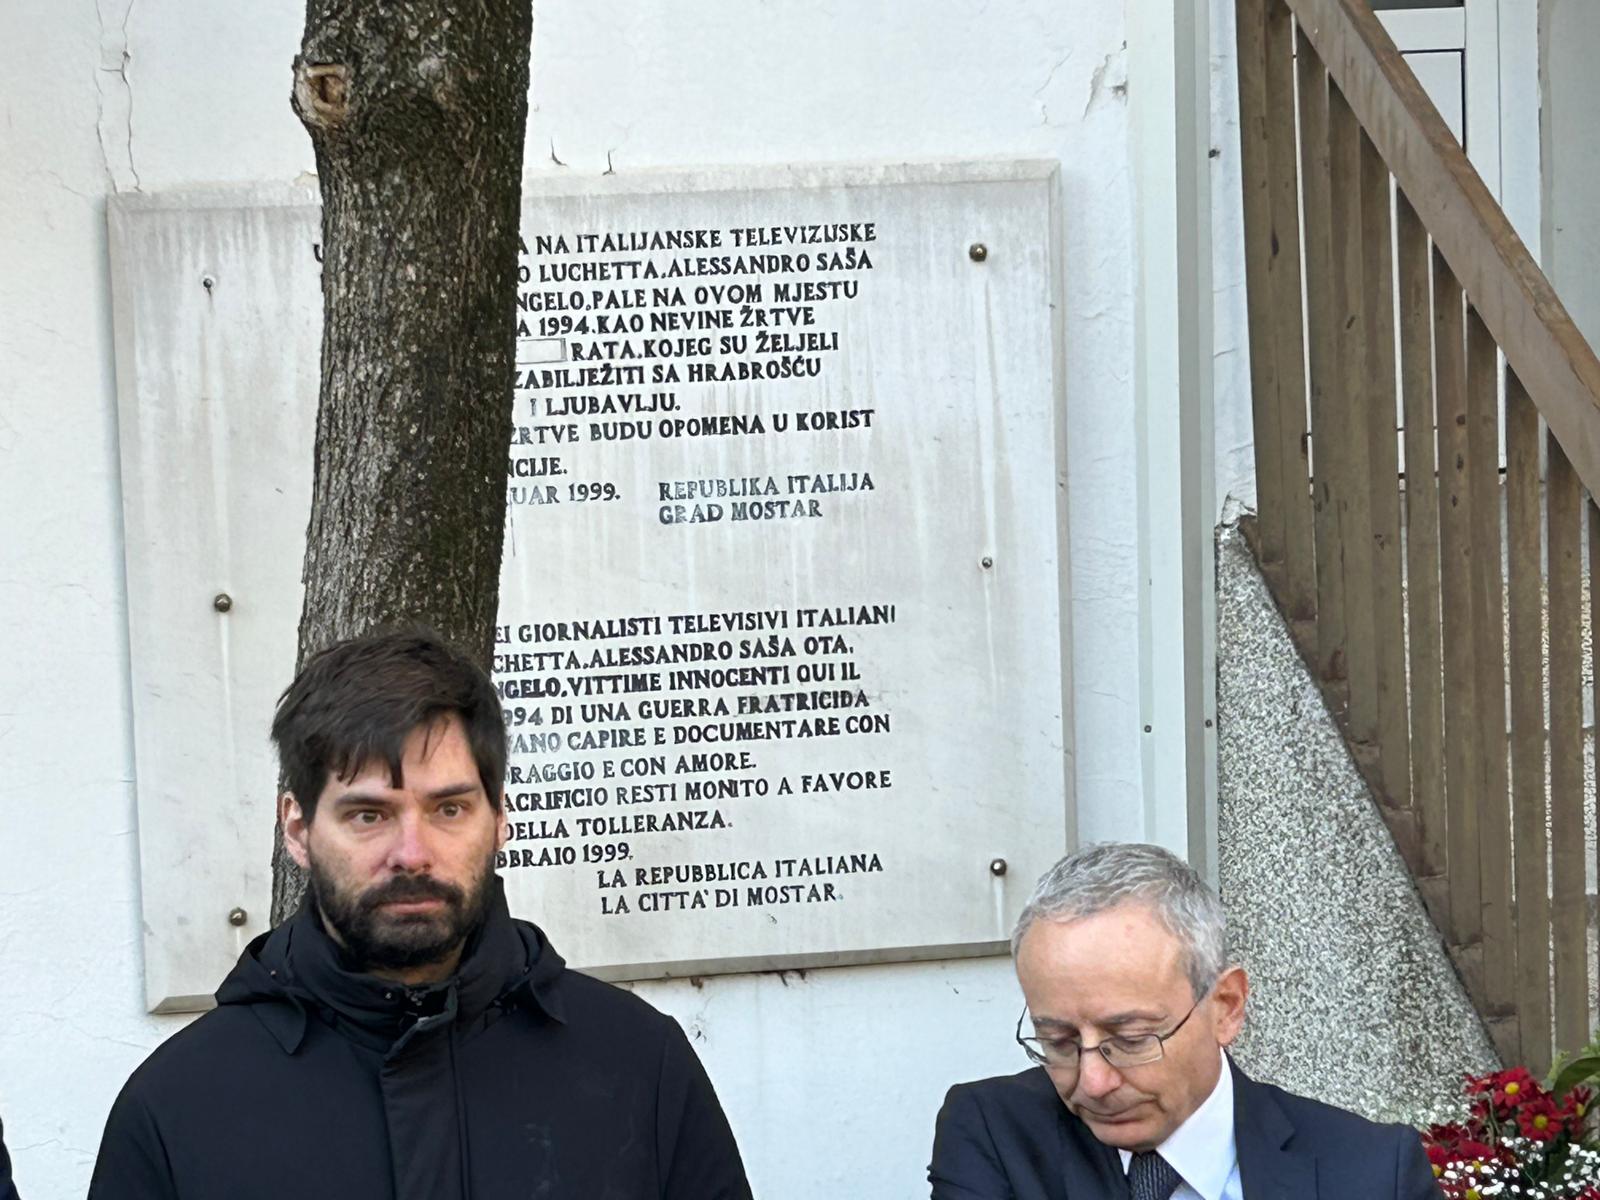 NA ITALIJANSKE TELEVIZIJSKE
LUCHETTA. ALESSANDRO SAŠA
NGELO. PALE NA OVOM MJESTU
A 1994. KAO NEVINE ŽRTVE
RATA. KOJEG SU ŽELJELI
ZABILJEŽITI SA HRABROŠĆU
I LJUBAVLJU.
ŽRTVE BUDU OPOMENA U KORIST
NCIJE.
UAR 1999. REPUBLIKA ITALIJA
GRAD MOSTAR
EI GIORNALISTI TELEVISIVI ITALIANI
CHETTA. ALESSANDRO SAŠA OTA.
NGELO. VITTIME INNOCENTI QUI IL
994 DI UNA GUERRA FRATRICIDA
VANO CAPIRE E DOCUMENTARE CON
RAGGIO E CON AMORE.
ACRIFICIO RESTI MONITO A FAVORE
DELLA TOLLERANZA.
BBRAIO 1999.
LA REPUBBLICA ITALIANA
LA CITTA' DI MOSTAR.